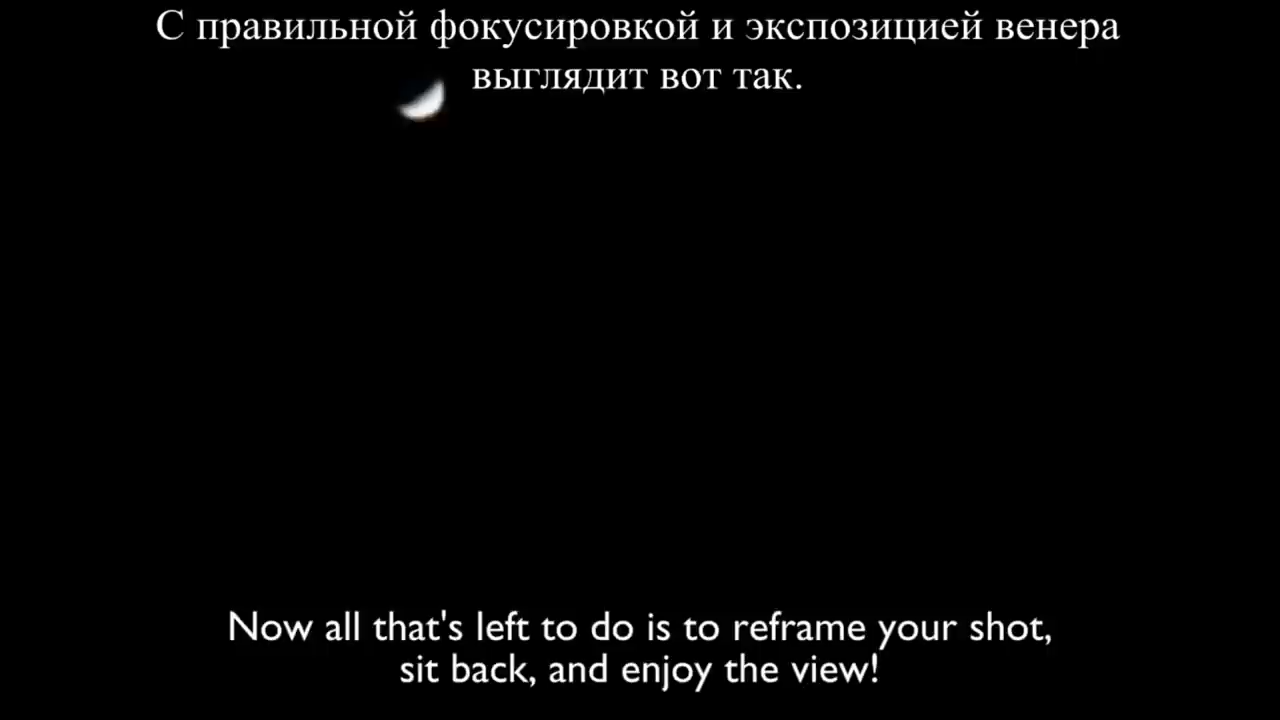 С правильной фокусировкой и экспозицией венера
выглядит вот так.
Now all that's left to do is to reframe your shot,
sit back, and enjoy the view!